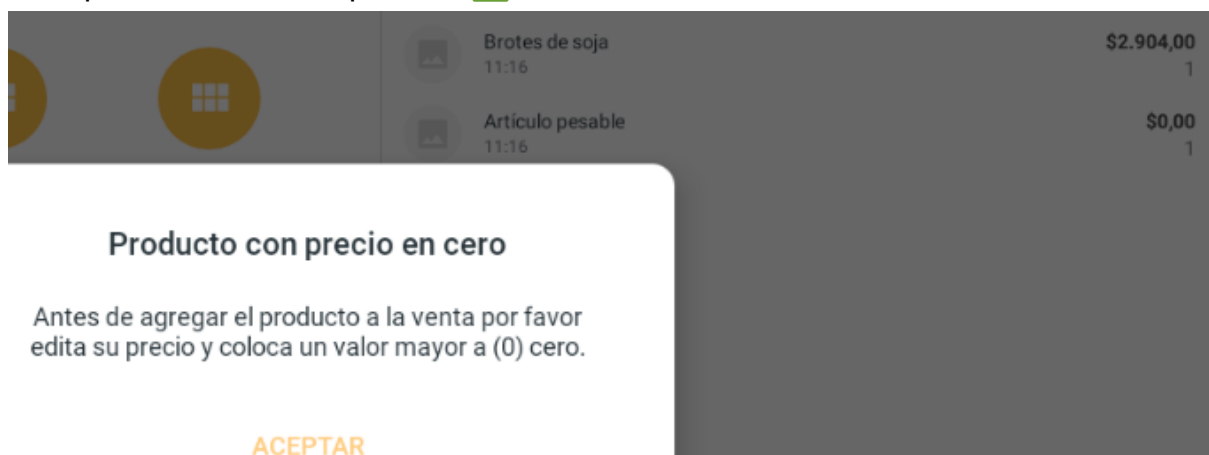 Brotes de soja
$2.904,00
11:16
1
Artículo pesable
$0,00
11:16
1
Producto con precio en cero
Antes de agregar el producto a la venta por favor
edita su precio y coloca un valor mayor a (0) cero.
ACEPTAR